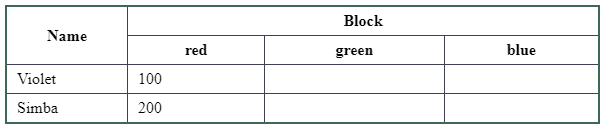 Name Block
red green blue
Violet 100
Simba 200